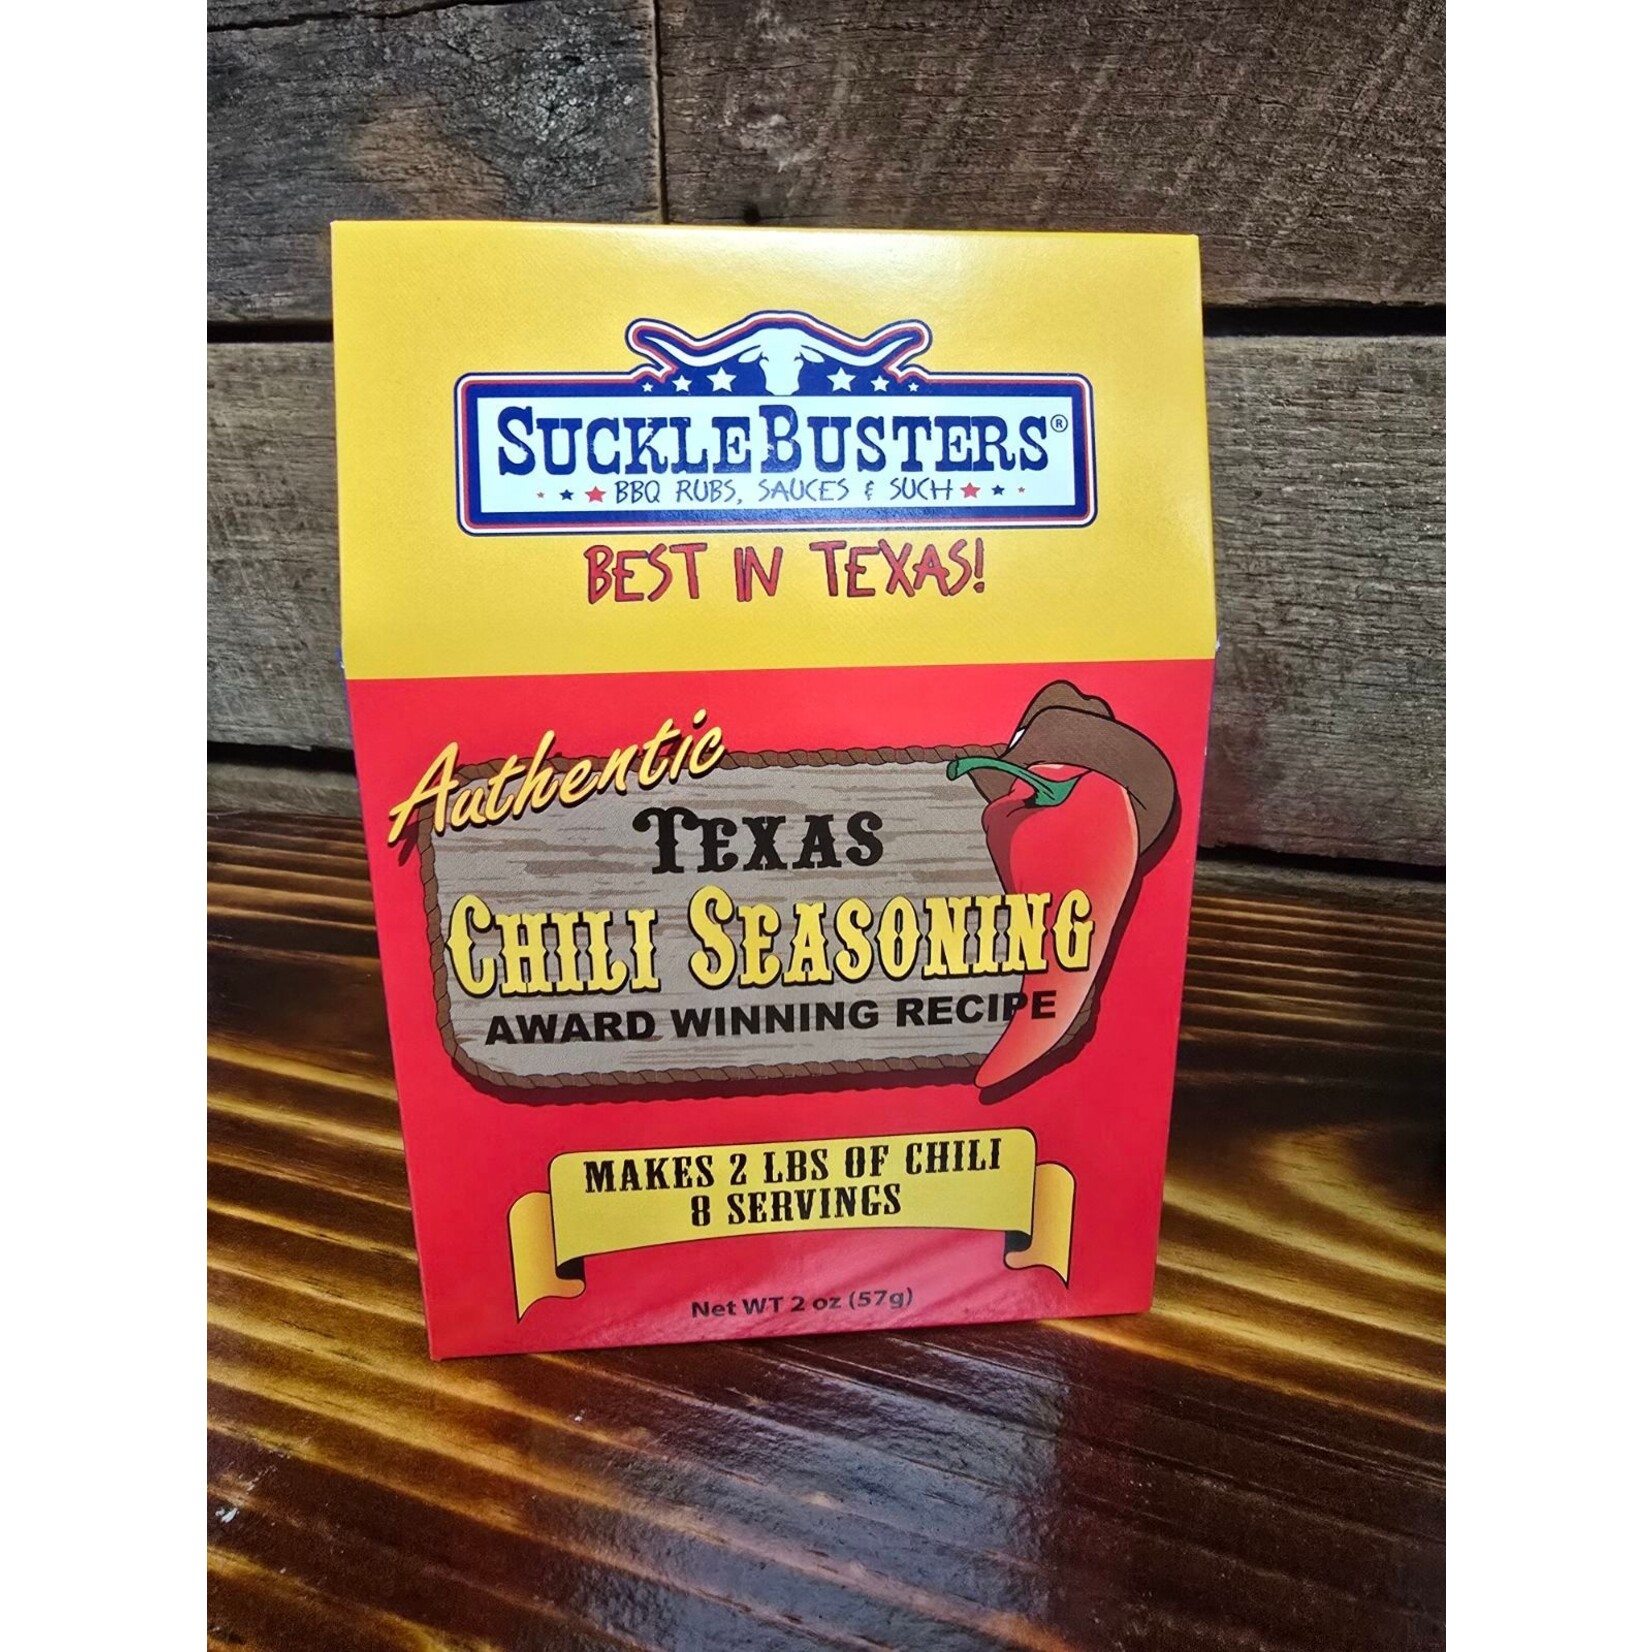 SUCKLEBUSTERS®
BBQ RUBS, SAUCES & SUCH
BEST IN TEXAS!
Authentic
TEXAS
CHILI SEASONING
AWARD WINNING RECIPE
MAKES 2 LBS OF CHILI
8 SERVINGS
Net WT 2 oz (57g)